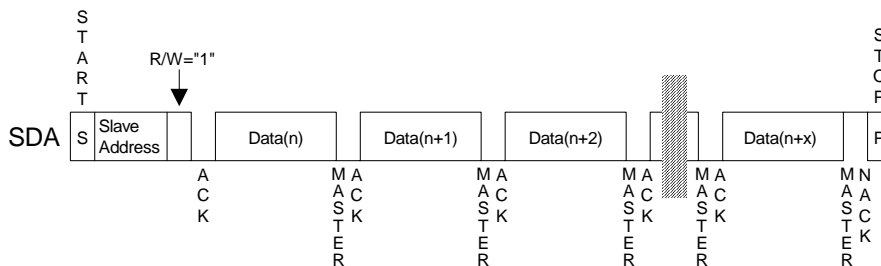 START
R/W="1"
STOP
SDA
S
Slave
Address
Data(n)
Data(n+1)
Data(n+2)
Data(n+x)
P
ACK
MASTER ACK
MASTER ACK
MASTER ACK
MASTER ACK
MASTER NACK